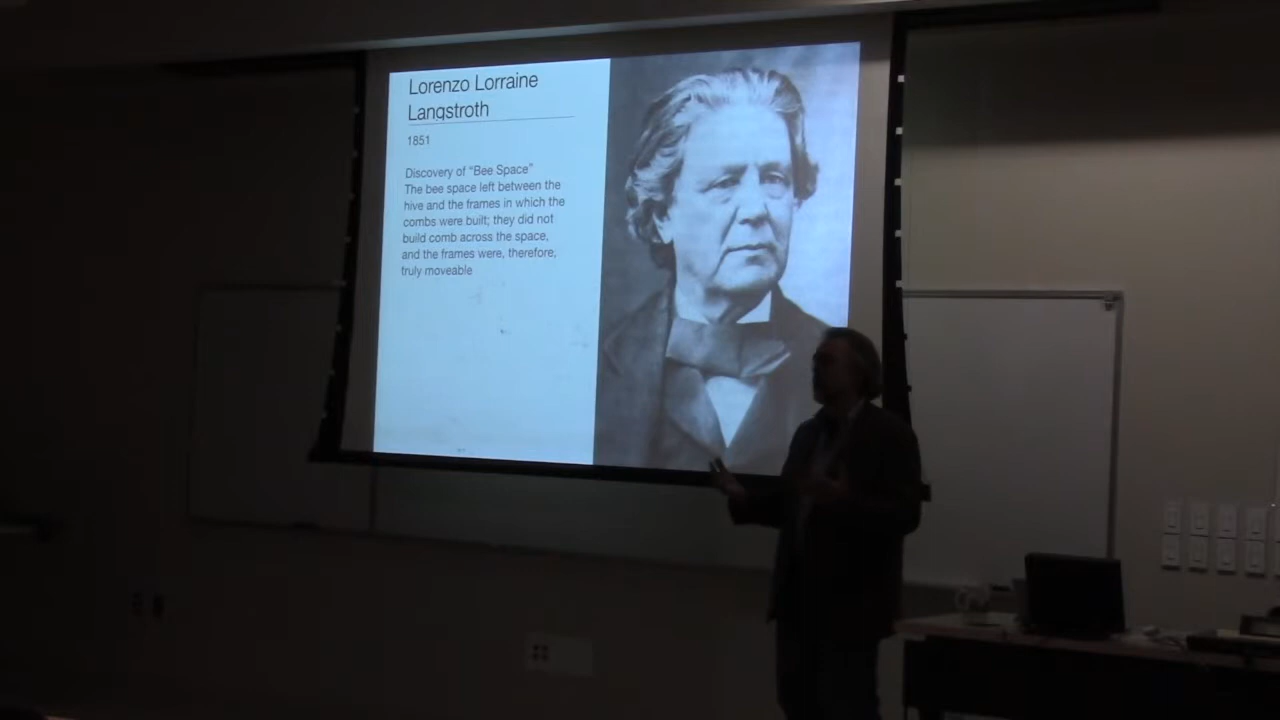 Lorenzo Lorraine
Langstroth
1851
Discovery of “Bee Space”
The bee space left between the
hive and the frames in which the
combs were built; they did not
build comb across the space,
and the frames were, therefore,
truly moveable